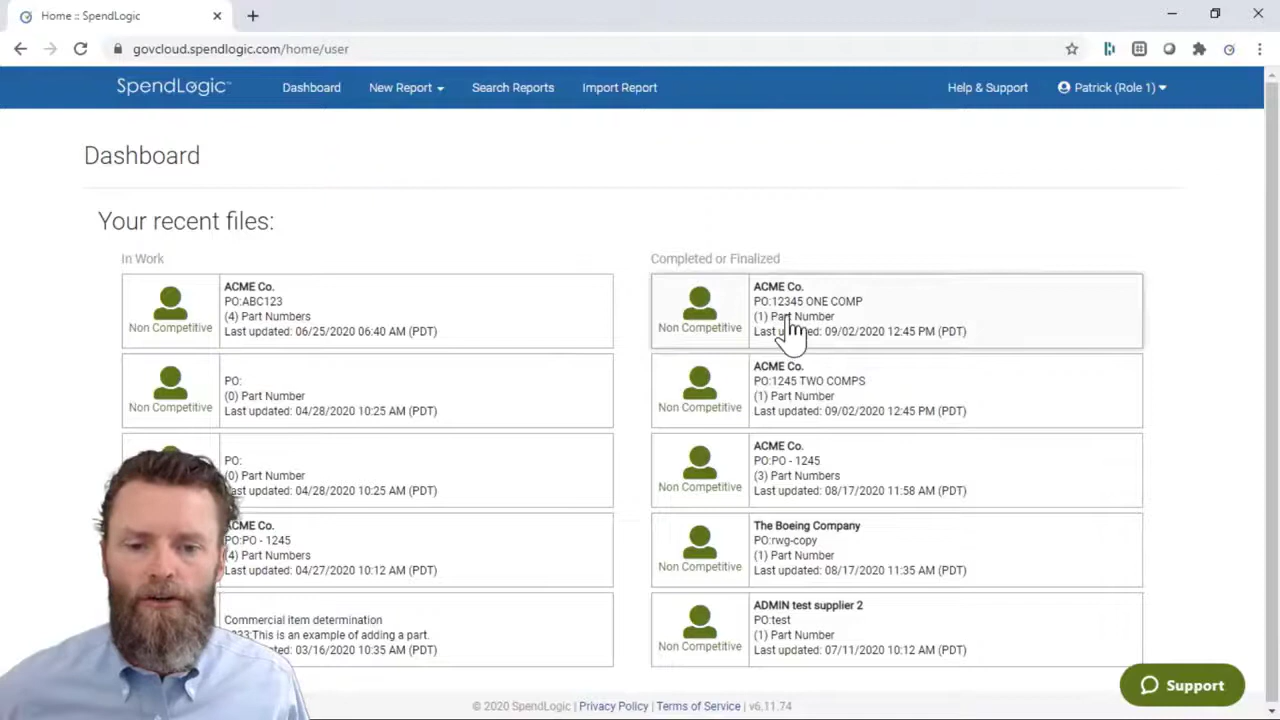 Home :: SpendLogic
govcloud.spendlogic.com/home/user
SpendLogic™
Dashboard
New Report
Search Reports
Import Report
Help & Support
Patrick (Role 1)
Dashboard
Your recent files:
In Work
ACME Co.
PO:ABC123
(4) Part Numbers
Last updated: 06/25/2020 06:40 AM (PDT)
Non Competitive
PO:
(0) Part Number
Last updated: 04/28/2020 10:25 AM (PDT)
Non Competitive
PO:
(0) Part Number
Last updated: 04/28/2020 10:25 AM (PDT)
ACME Co.
PO:PO - 1245
(4) Part Numbers
04/27/2020 10:12 AM (PDT)
Commercial item determination
This is an example of adding a part.
03/16/2020 10:35 AM (PDT)
Completed or Finalized
ACME Co.
PO:12345 ONE COMP
(1) Part Number
Last updated: 09/02/2020 12:45 PM (PDT)
Non Competitive
ACME Co.
PO:1245 TWO COMPS
(1) Part Number
Last updated: 09/02/2020 12:45 PM (PDT)
Non Competitive
ACME Co.
PO:PO - 1245
(3) Part Numbers
Last updated: 08/17/2020 11:58 AM (PDT)
Non Competitive
The Boeing Company
PO:rwg-copy
(1) Part Number
Last updated: 08/17/2020 11:35 AM (PDT)
Non Competitive
ADMIN test supplier 2
PO:test
(1) Part Number
Last updated: 07/11/2020 10:12 AM (PDT)
Non Competitive
Support
© 2020 SpendLogic | Privacy Policy | Terms of Service | v6.11.74